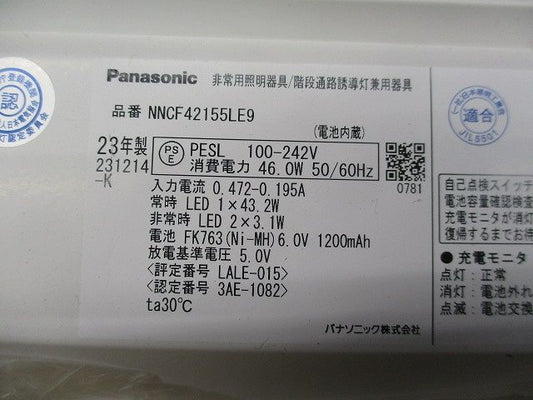 Panasonic 非常用照明器具/階段通路誘導灯兼用器具
品番 NNCF42155LE9
(電池内蔵)
23年製
231214
-K
PS
E
PESL 100-242V
消費電力 46.0W 50/60Hz
0781
入力電流 0.472-0.195A
常時 LED 1×43.2W
非常時 LED 2×3.1W
電池 FK763(Ni-MH)6.0V 1200mAh
放電基準電圧 5.0V
〈評定番号 LALE-015〉
〈認定番号 3AE-1082〉
ta30℃
パナソニック株式会社
認
適合
JIL5501
自己点検スイッチ
電池容量確認検査
充電モニタが消灯
復帰するまでお待
●充電モニタ
点灯:正常
消灯:電池外れ
点滅:電池交換